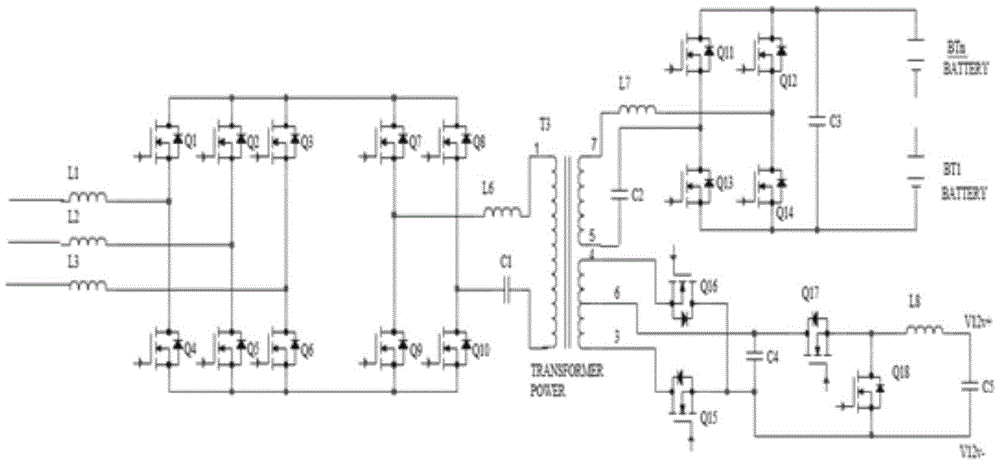 L1
L2
L3
Q1
Q2
Q3
Q7
Q8
Q4
Q5
Q6
Q9
Q10
L6
C1
T3
1
7
5
4
6
3
TRANSFORMER
POWER
L7
C2
Q11
Q12
Q13
Q14
C3
BTn
BATTERY
BT1
BATTERY
Q16
Q15
C4
Q17
Q18
L8
V12v+
C5
V12v-